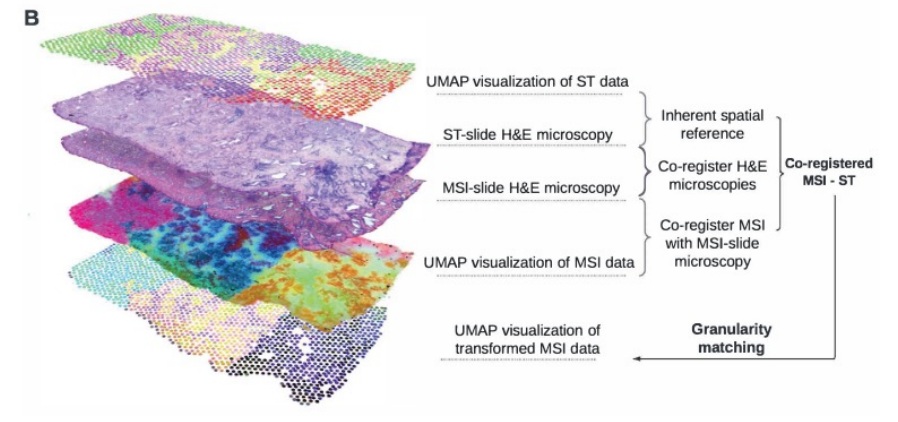 B
UMAP visualization of ST data
ST-slide H&E microscopy
MSI-slide H&E microscopy
UMAP visualization of MSI data
UMAP visualization of
transformed MSI data
Inherent spatial
reference
Co-register H&E
microscopies
Co-register MSI
with MSI-slide
microscopy
Co-registered
MSI - ST
Granularity
matching